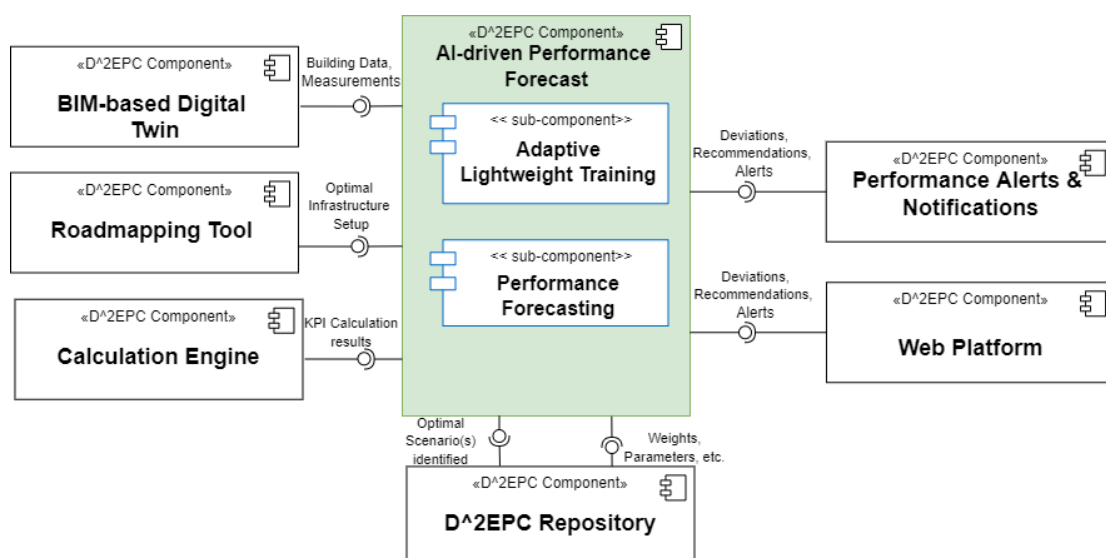 «D^2EPC Component»
BIM-based Digital
Twin
Building Data,
Measurements
«D^2EPC Component»
Roadmapping Tool
Optimal
Infrastructure
Setup
«D^2EPC Component»
Calculation Engine
KPI Calculation
results
«D^2EPC Component»
AI-driven Performance
Forecast
<< sub-component>>
Adaptive
Lightweight Training
<< sub-component>>
Performance
Forecasting
Deviations,
Recommendations,
Alerts
«D^2EPC Component»
Performance Alerts &
Notifications
Deviations,
Recommendations,
Alerts
«D^2EPC Component»
Web Platform
Optimal
Scenario(s)
identified
Weights,
Parameters, etc.
«D^2EPC Component»
D^2EPC Repository